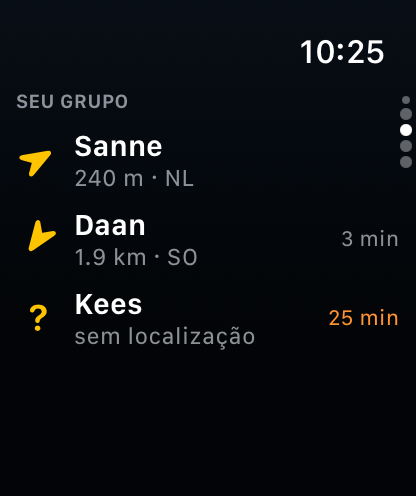 10:25
SEU GRUPO
Sanne
240 m · NL
Daan
1.9 km · SO
3 min
?
Kees
sem localização
25 min